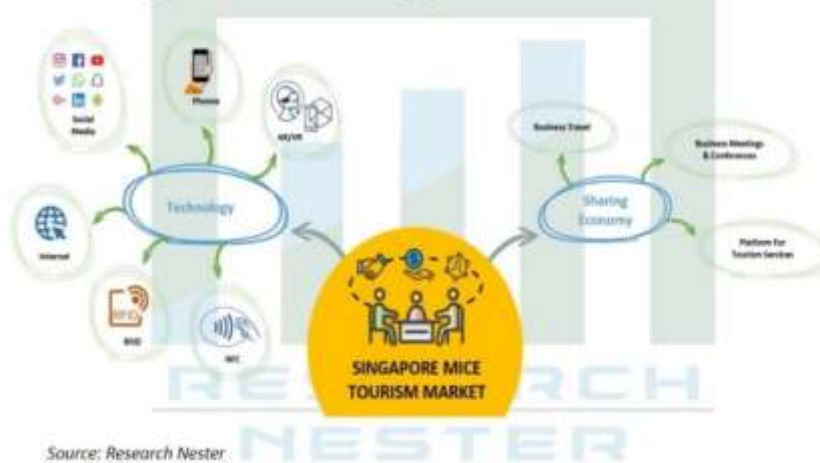 Social
Media
Phones
AR/VR
Technology
Internet
RFID
RFID
NFC
Business Travel
Business Meetings
& Conferences
Sharing
Economy
Platform for
Tourism Services
SINGAPORE MICE
TOURISM MARKET
RESEARCH
NESTER
Source: Research Nester